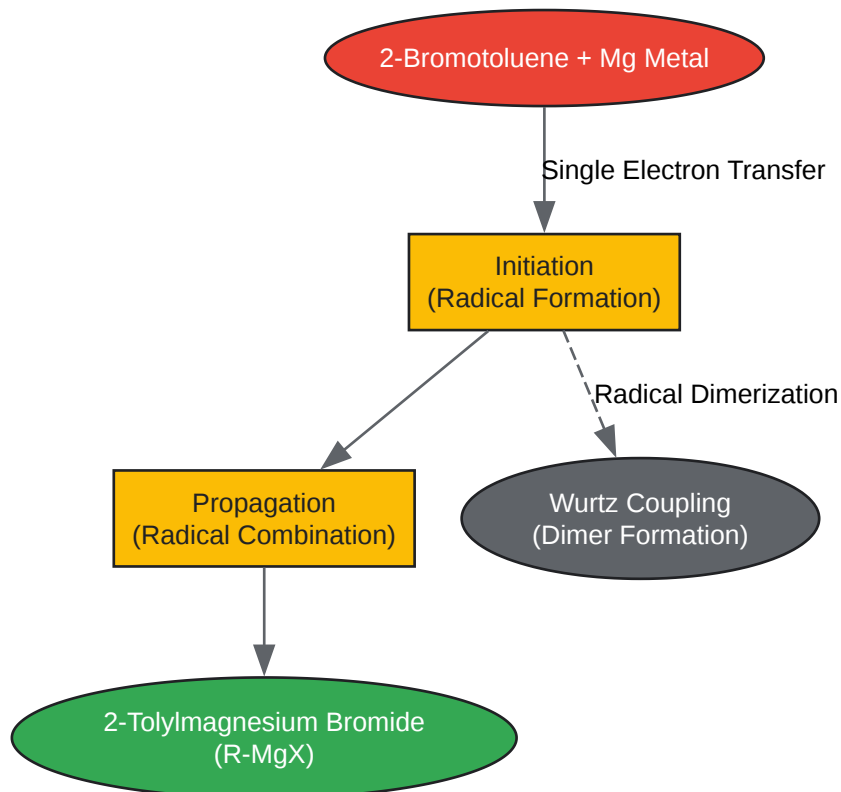 2-Bromotoluene + Mg Metal
Single Electron Transfer
Initiation
(Radical Formation)
Radical Dimerization
Propagation
(Radical Combination)
Wurtz Coupling
(Dimer Formation)
2-Tolylmagnesium Bromide
(R-MgX)